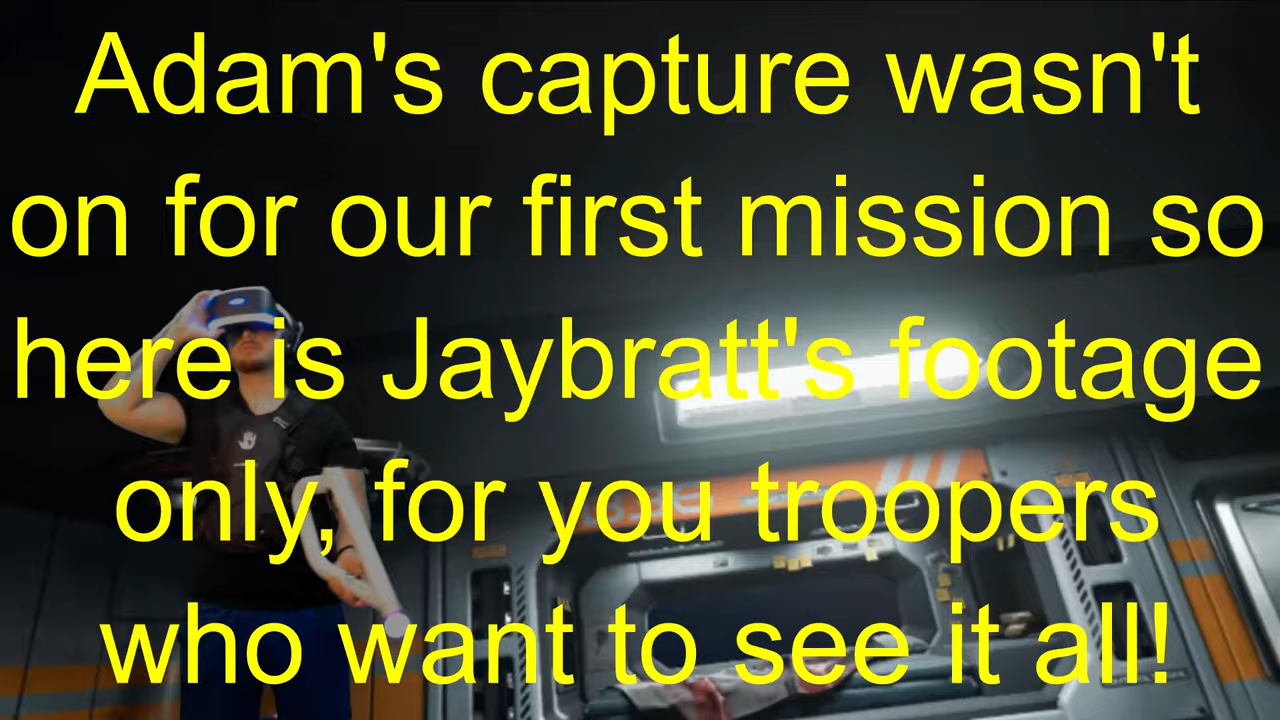 Adam's capture wasn't
on for our first mission so
here is Jaybratt's footage
only, for you troopers
who want to see it all!